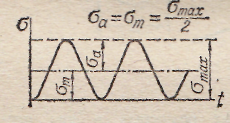 σₐ = σₘ = σmax/2
σ
σₐ
σₘ
σmax
t